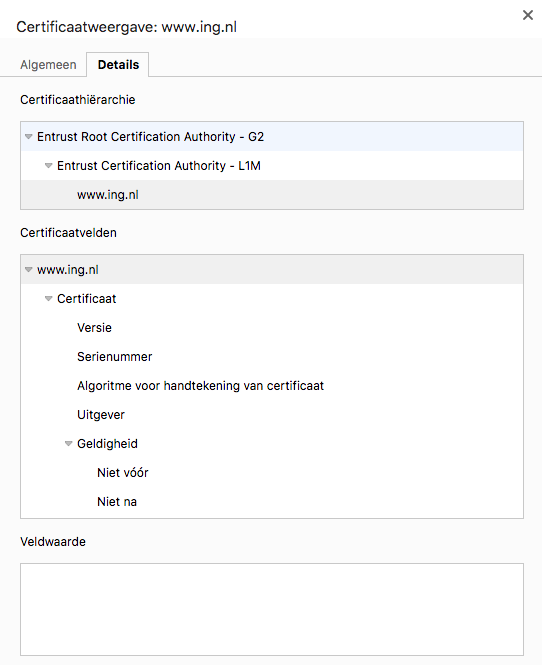 Certificaatweergave: www.ing.nl
Algemeen
Details
Certificaathiërarchie
Entrust Root Certification Authority - G2
Entrust Certification Authority - L1M
www.ing.nl
Certificaatvelden
www.ing.nl
Certificaat
Versie
Serienummer
Algoritme voor handtekening van certificaat
Uitgever
Geldigheid
Niet vóór
Niet na
Veldwaarde